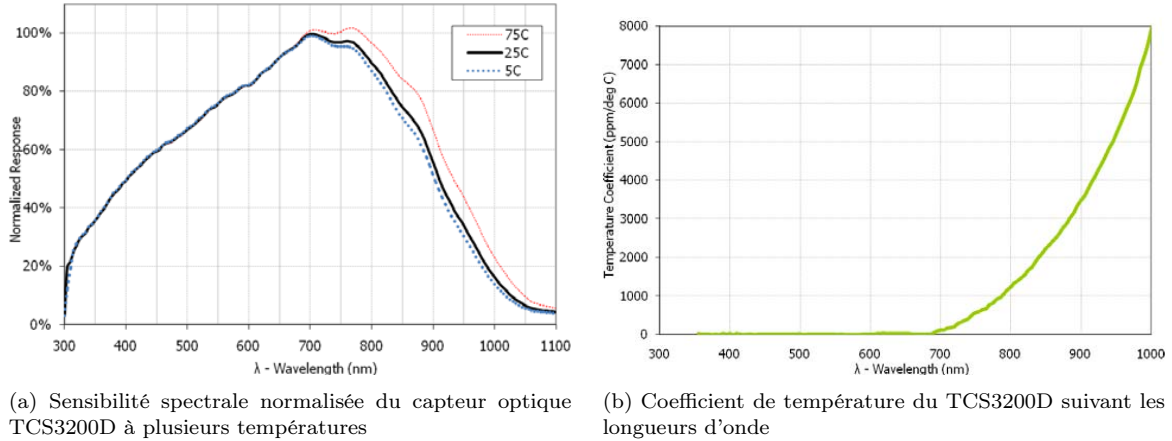 100%
80%
60%
40%
20%
0%
Normalized Response
75C
25C
5C
300 400 500 600 700 800 900 1000 1100
λ - Wavelength (nm)
8000
7000
6000
5000
4000
3000
2000
1000
0
Temperature Coefficient (ppm/deg C)
300 400 500 600 700 800 900 1000
λ - Wavelength (nm)
(a) Sensibilité spectrale normalisée du capteur optique
TCS3200D à plusieurs températures
(b) Coefficient de température du TCS3200D suivant les
longueurs d'onde